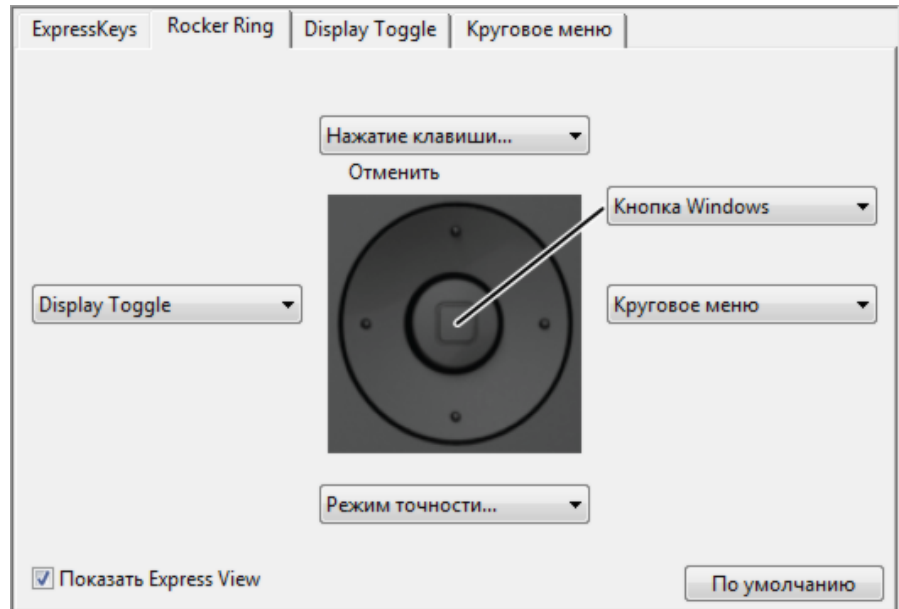 ExpressKeys Rocker Ring Display Toggle Круговое меню
Нажатие клавиши...
Отменить
Кнопка Windows
Display Toggle
Круговое меню
Режим точности...
Показать Express View
По умолчанию